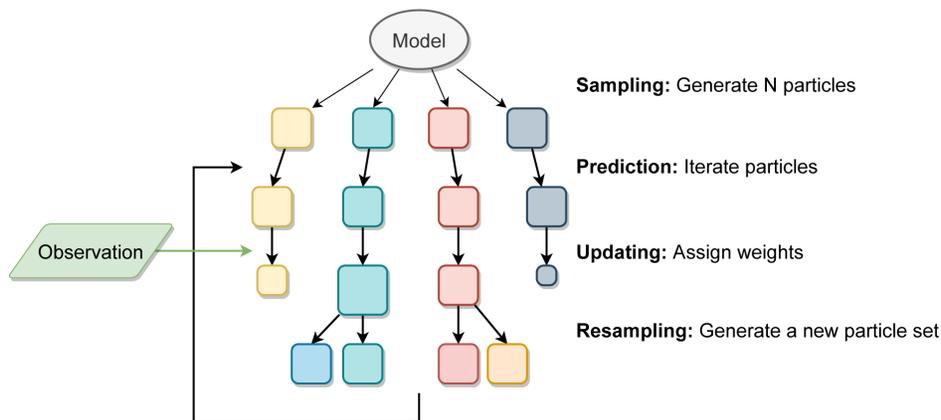 Model
Sampling: Generate N particles
Prediction: Iterate particles
Observation
Updating: Assign weights
Resampling: Generate a new particle set